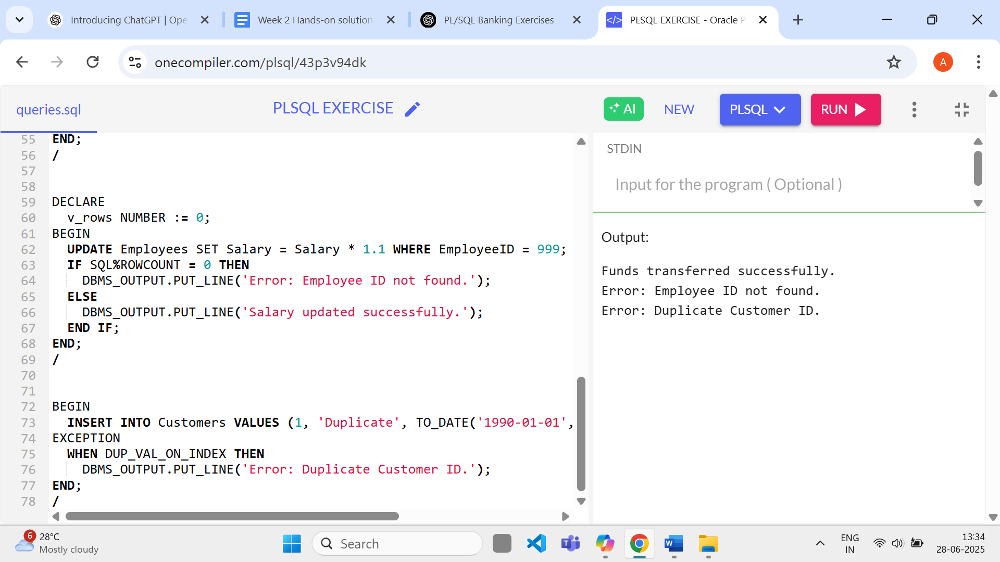 Introducing ChatGPT | Ope
Week 2 Hands-on solution
PL/SQL Banking Exercises
PLSQL EXERCISE - Oracle P
onecompiler.com/plsql/43p3v94dk
A
queries.sql
PLSQL EXERCISE
AI
NEW
PLSQL
RUN
55 END;
56 /
57
58
59 DECLARE
60 v_rows NUMBER := 0;
61 BEGIN
62 UPDATE Employees SET Salary = Salary * 1.1 WHERE EmployeeID = 999;
63 IF SQL%ROWCOUNT = 0 THEN
64 DBMS_OUTPUT.PUT_LINE('Error: Employee ID not found.');
65 ELSE
66 DBMS_OUTPUT.PUT_LINE('Salary updated successfully.');
67 END IF;
68 END;
69 /
70
71
72 BEGIN
73 INSERT INTO Customers VALUES (1, 'Duplicate', TO_DATE('1990-01-01',
74 EXCEPTION
75 WHEN DUP_VAL_ON_INDEX THEN
76 DBMS_OUTPUT.PUT_LINE('Error: Duplicate Customer ID.');
77 END;
78 /
STDIN
Input for the program ( Optional )
Output:
Funds transferred successfully.
Error: Employee ID not found.
Error: Duplicate Customer ID.
6
28°C
Mostly cloudy
Search
ENG
IN
13:34
28-06-2025